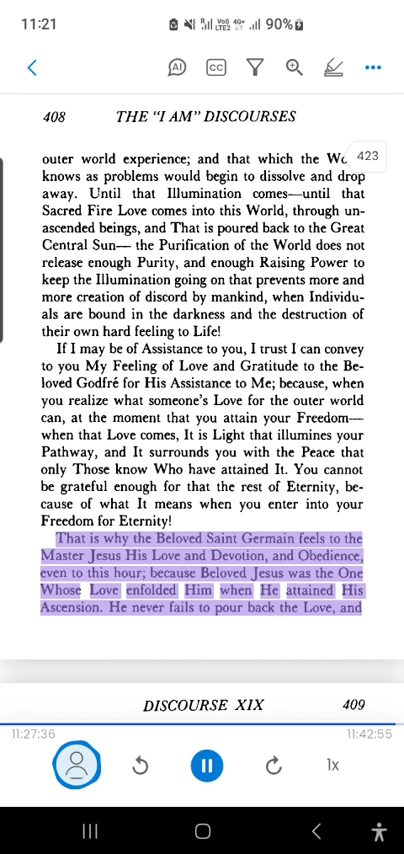 11:21
90%
AI
CC
408 THE “I AM” DISCOURSES
423
outer world experience; and that which the
knows as problems would begin to dissolve and drop
away. Until that Illumination comes—until that
Sacred Fire Love comes into this World, through un-
ascended beings, and That is poured back to the Great
Central Sun— the Purification of the World does not
release enough Purity, and enough Raising Power to
keep the Illumination going on that prevents more and
more creation of discord by mankind, when Individu-
als are bound in the darkness and the destruction of
their own hard feeling to Life!
If I may be of Assistance to you, I trust I can convey
to you My Feeling of Love and Gratitude to the Be-
loved Godfré for His Assistance to Me; because, when
you realize what someone's Love for the outer world
can, at the moment that you attain your Freedom—
when that Love comes, It is Light that illumines your
Pathway, and It surrounds you with the Peace that
only Those know Who have attained It. You cannot
be grateful enough for that the rest of Eternity, be-
cause of what It means when you enter into your
Freedom for Eternity!
That is why the Beloved Saint Germain feels to the
Master Jesus His Love and Devotion, and Obedience,
even to this hour; because Beloved Jesus was the One
Whose Love enfolded Him when He attained His
Ascension. He never fails to pour back the Love, and
DISCOURSE XIX 409
11:27:36 11:42:55
1x